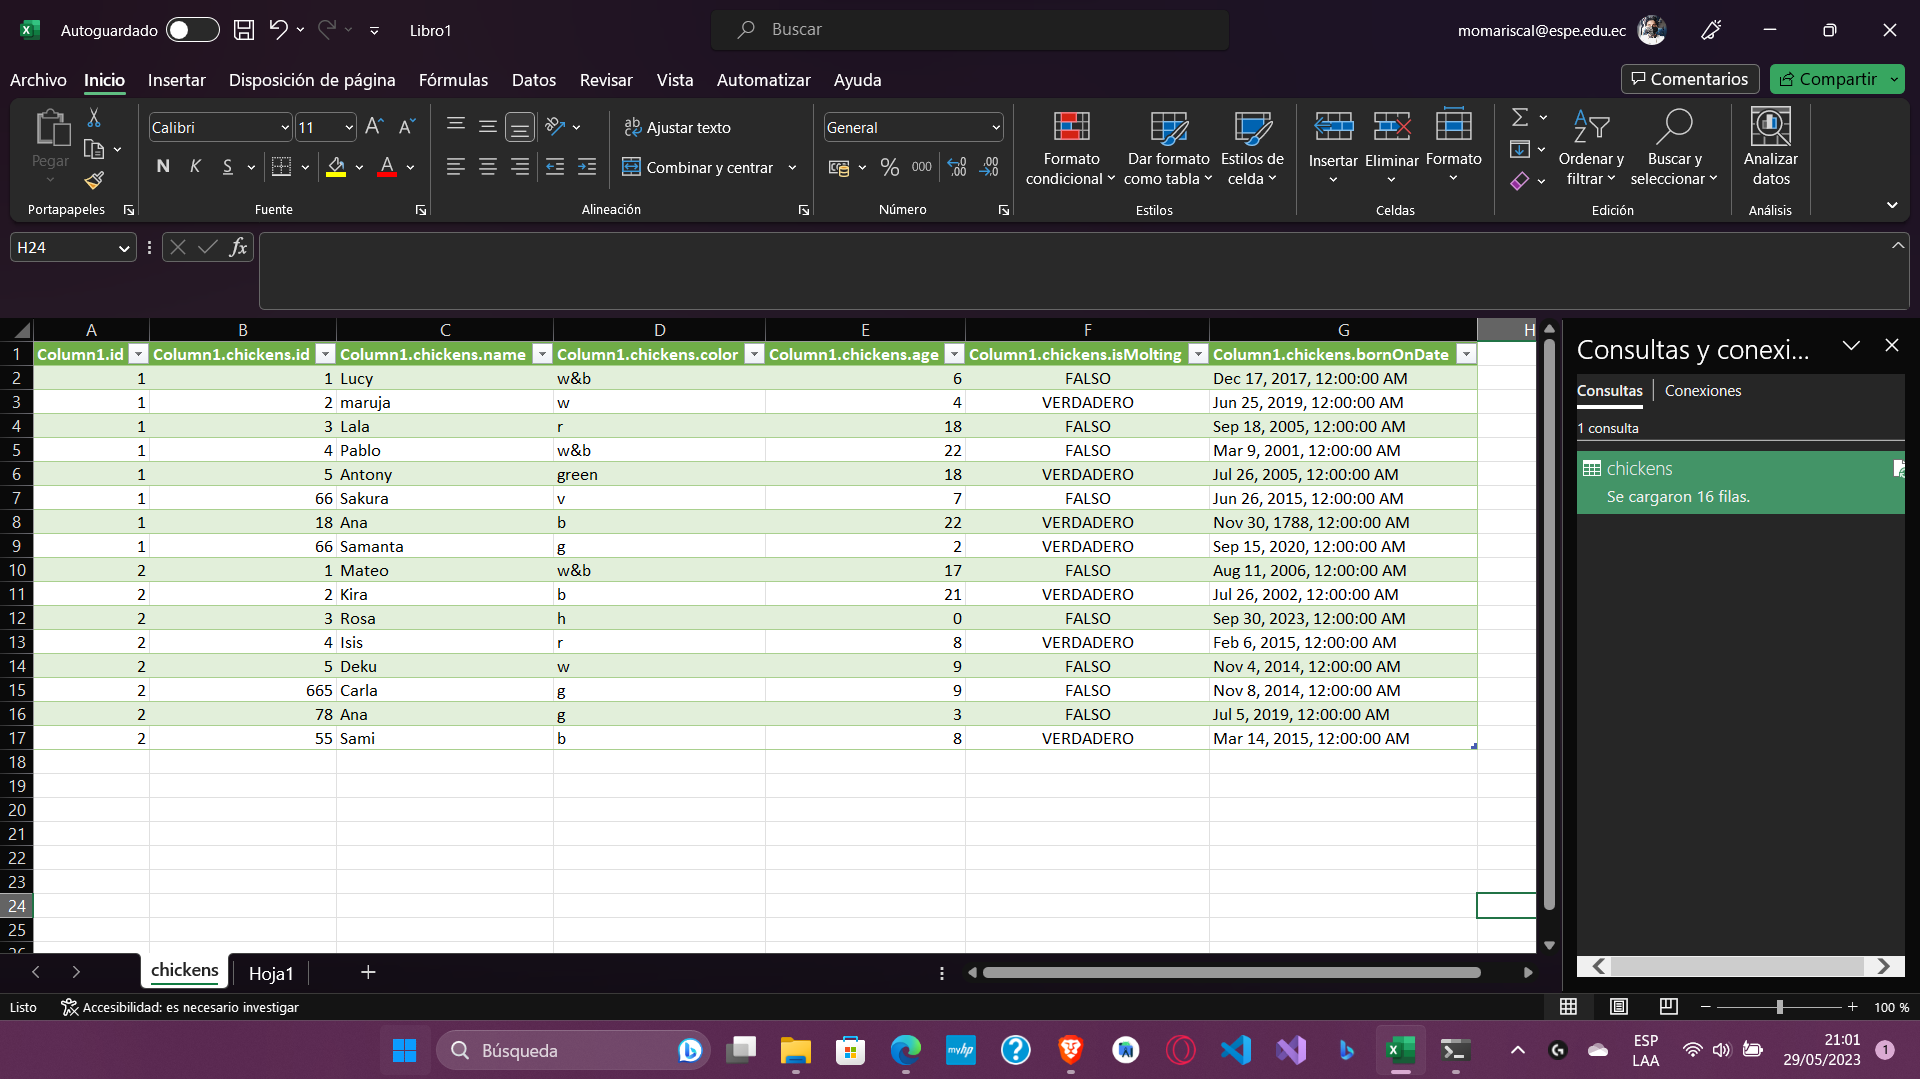 Autoguardado
Libro1
Buscar
momariscal@espe.edu.ec
Archivo Inicio Insertar Disposición de página Fórmulas Datos Revisar Vista Automatizar Ayuda
Comentarios
Compartir
Pegar
Portapapeles
Calibri 11
N K S
Fuente
Ajustar texto
Combinar y centrar
Alineación
General
% 000
Número
Formato condicional
Dar formato como tabla
Estilos de celda
Estilos
Insertar Eliminar Formato
Celdas
Ordenar y filtrar
Buscar y seleccionar
Edición
Analizar datos
Análisis
H24
fx
A B C D E F G H
1 Column1.id Column1.chickens.id Column1.chickens.name Column1.chickens.color Column1.chickens.age Column1.chickens.isMolting Column1.chickens.bornOnDate
2 1 1 Lucy w&b 6 FALSO Dec 17, 2017, 12:00:00 AM
3 1 2 maruja w 4 VERDADERO Jun 25, 2019, 12:00:00 AM
4 1 3 Lala r 18 FALSO Sep 18, 2005, 12:00:00 AM
5 1 4 Pablo w&b 22 FALSO Mar 9, 2001, 12:00:00 AM
6 1 5 Antony green 18 VERDADERO Jul 26, 2005, 12:00:00 AM
7 1 66 Sakura v 7 FALSO Jun 26, 2015, 12:00:00 AM
8 1 18 Ana b 22 VERDADERO Nov 30, 1788, 12:00:00 AM
9 1 66 Samanta g 2 VERDADERO Sep 15, 2020, 12:00:00 AM
10 2 1 Mateo w&b 17 FALSO Aug 11, 2006, 12:00:00 AM
11 2 2 Kira b 21 VERDADERO Jul 26, 2002, 12:00:00 AM
12 2 3 Rosa h 0 FALSO Sep 30, 2023, 12:00:00 AM
13 2 4 Isis r 8 VERDADERO Feb 6, 2015, 12:00:00 AM
14 2 5 Deku w 9 FALSO Nov 4, 2014, 12:00:00 AM
15 2 665 Carla g 9 FALSO Nov 8, 2014, 12:00:00 AM
16 2 78 Ana g 3 FALSO Jul 5, 2019, 12:00:00 AM
17 2 55 Sami b 8 VERDADERO Mar 14, 2015, 12:00:00 AM
18
19
20
21
22
23
24
25
26
Consultas y conexi...
Consultas Conexiones
1 consulta
chickens
Se cargaron 16 filas.
chickens Hoja1
Listo Accesibilidad: es necesario investigar
100 %
Búsqueda
myhp
ESP
LAA
21:01
29/05/2023
1